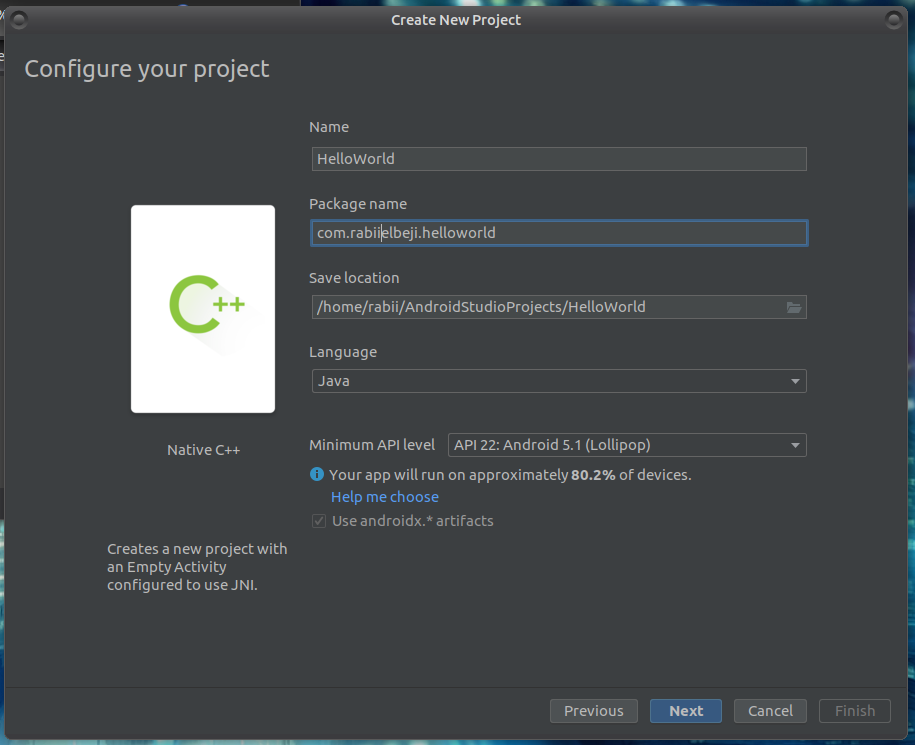 Create New Project
Configure your project
Name
HelloWorld
Package name
com.rabiielbeji.helloworld
Save location
/home/rabii/AndroidStudioProjects/HelloWorld
Language
Java
C++
Native C++
Minimum API level API 22: Android 5.1 (Lollipop)
Your app will run on approximately 80.2% of devices.
Help me choose
Use androidx.* artifacts
Creates a new project with
an Empty Activity
configured to use JNI.
Previous Next Cancel Finish